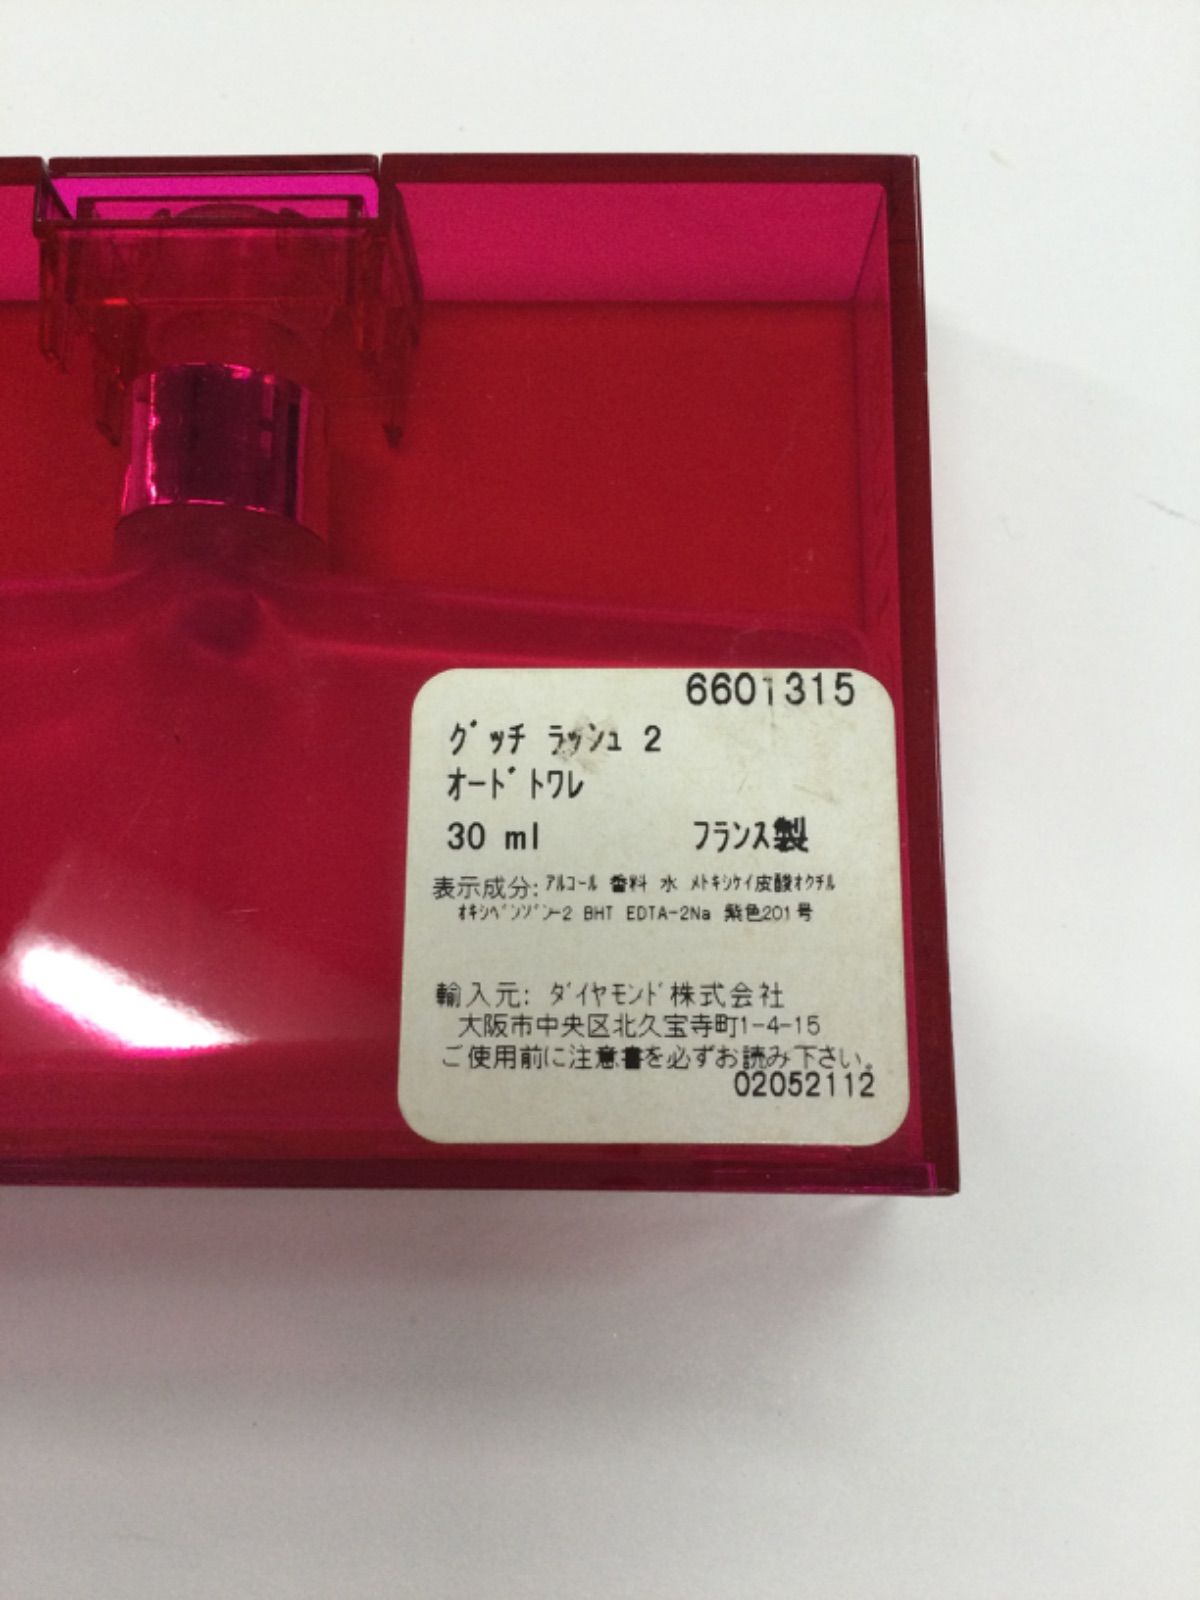 6601315
ｸﾞｯﾁ ﾗｯｼｭ 2
ｵｰﾄﾞﾄﾜﾚ
30 ml ﾌﾗﾝｽ製
表示成分: ｱﾙｺｰﾙ 香料 水 ﾒﾄｷｼｹｲ皮酸ｵｸﾁﾙ
ｵｷｼﾍﾞﾝｿﾞﾝ-2 BHT EDTA-2Na 紫色201号
輸入元: ﾀﾞｲﾔﾓﾝﾄﾞ株式会社
大阪市中央区北久宝寺町1-4-15
ご使用前に注意書を必ずお読み下さい。
02052112